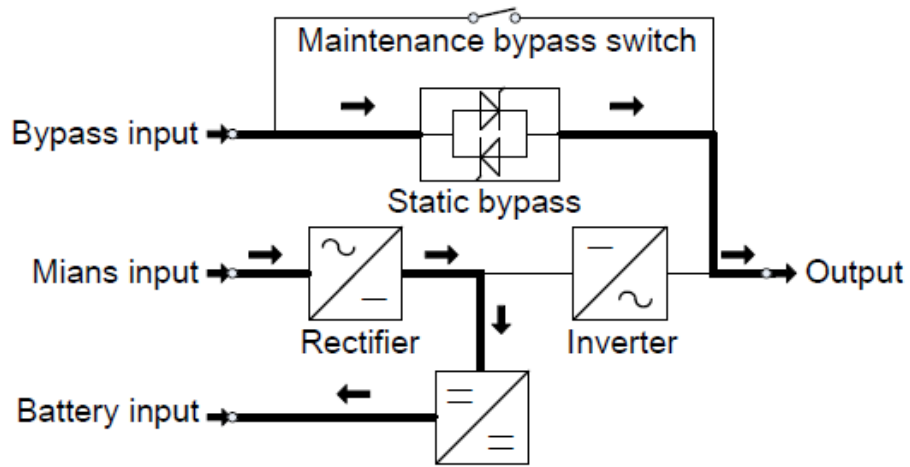 Maintenance bypass switch
Bypass input
Static bypass
Mians input
Output
Rectifier
Inverter
Battery input